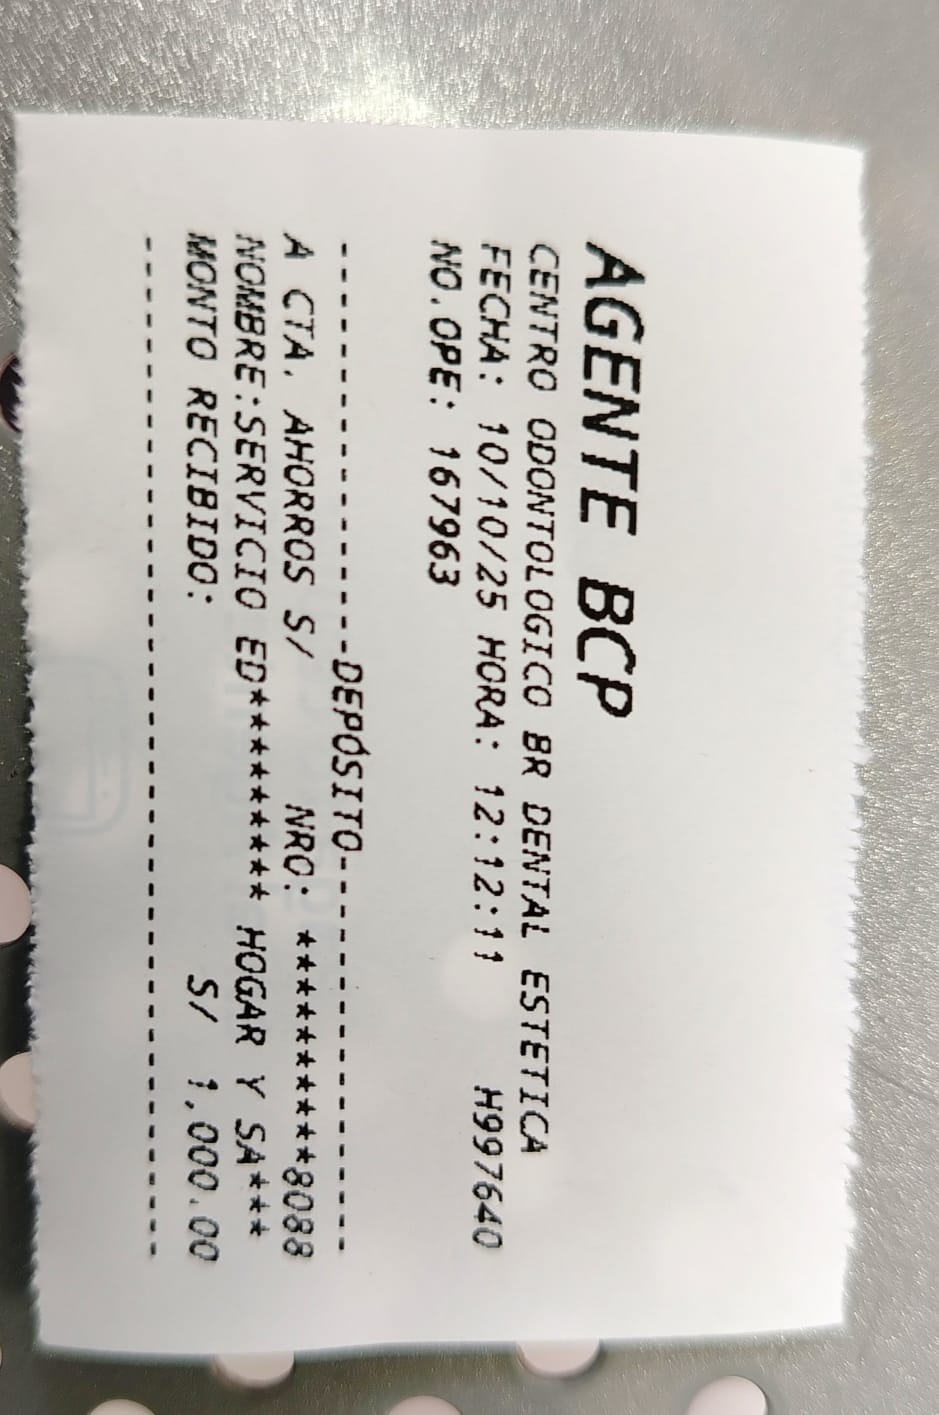 AGENTE BCP
CENTRO ODONTOLOGICO BR DENTAL ESTETICA
FECHA: 10/10/25 HORA: 12:12:11 H997640
NO.OPE: 167963
--------------------DEPÓSITO--------------------
A CTA. AHORROS S/ NRO: **********8088
NOMBRE:SERVICIO ED********* HOGAR Y SA***
MONTO RECIBIDO: S/ 1,000.00
------------------------------------------------